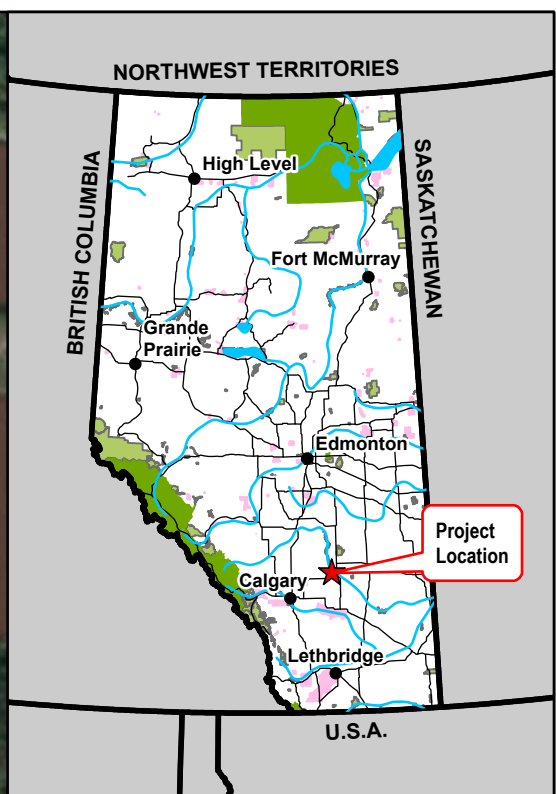 NORTHWEST TERRITORIES
BRITISH COLUMBIA
SASKATCHEWAN
High Level
Fort McMurray
Grande
Prairie
Edmonton
Project
Location
Calgary
Lethbridge
U.S.A.